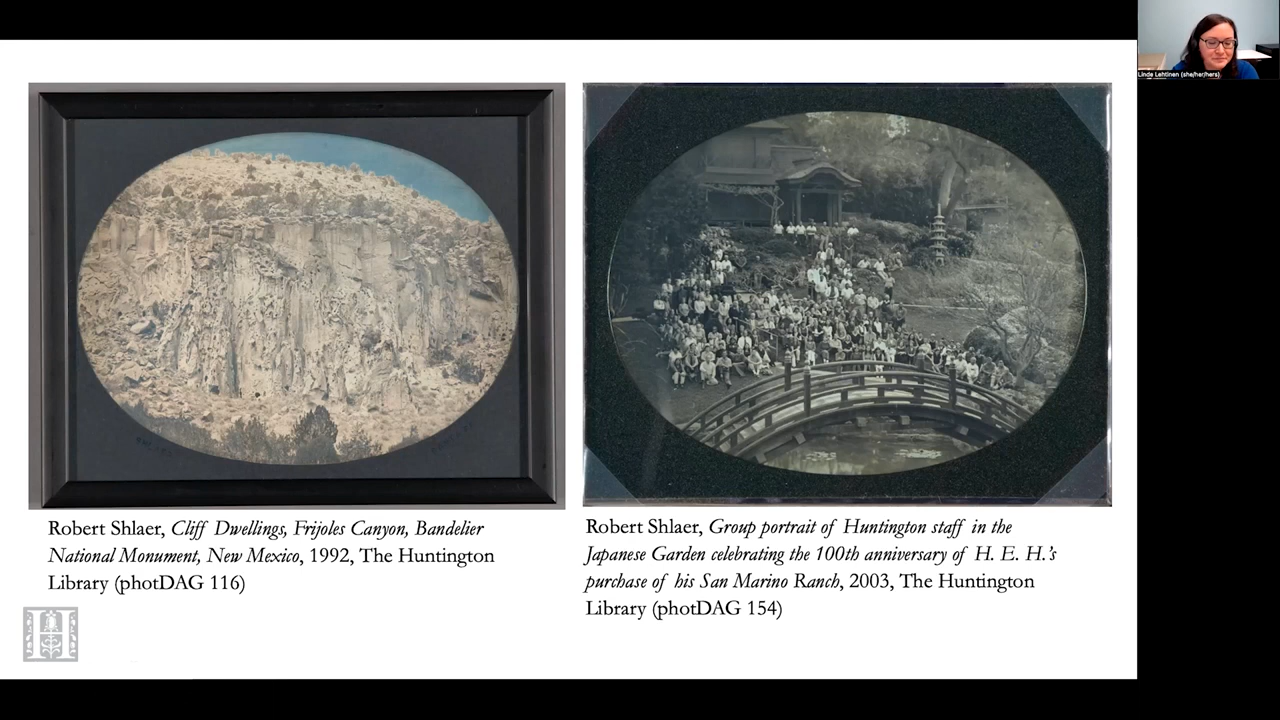 Linde Lehtinen (she/her/hers)
Robert Shlaer, Cliff Dwellings, Frijoles Canyon, Bandelier
National Monument, New Mexico, 1992, The Huntington
Library (photDAG 116)
Robert Shlaer, Group portrait of Huntington staff in the
Japanese Garden celebrating the 100th anniversary of H. E. H.'s
purchase of his San Marino Ranch, 2003, The Huntington
Library (photDAG 154)
H